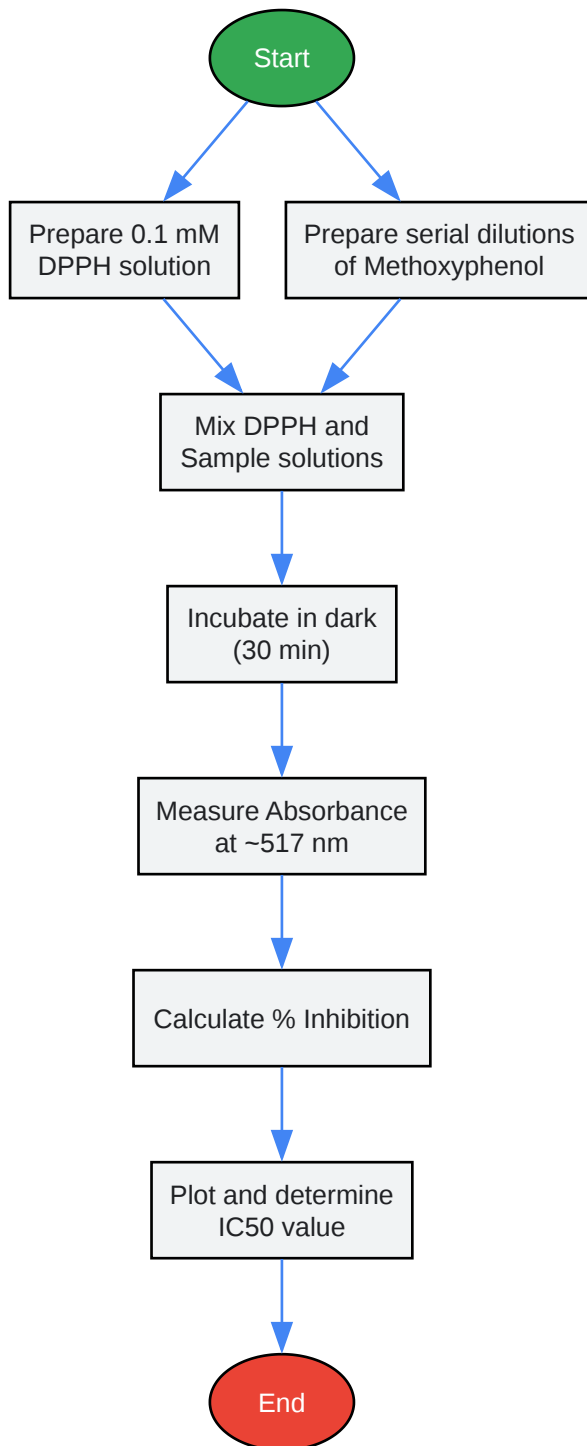 Start
Prepare 0.1 mM
DPPH solution
Prepare serial dilutions
of Methoxyphenol
Mix DPPH and
Sample solutions
Incubate in dark
(30 min)
Measure Absorbance
at ~517 nm
Calculate % Inhibition
Plot and determine
IC50 value
End